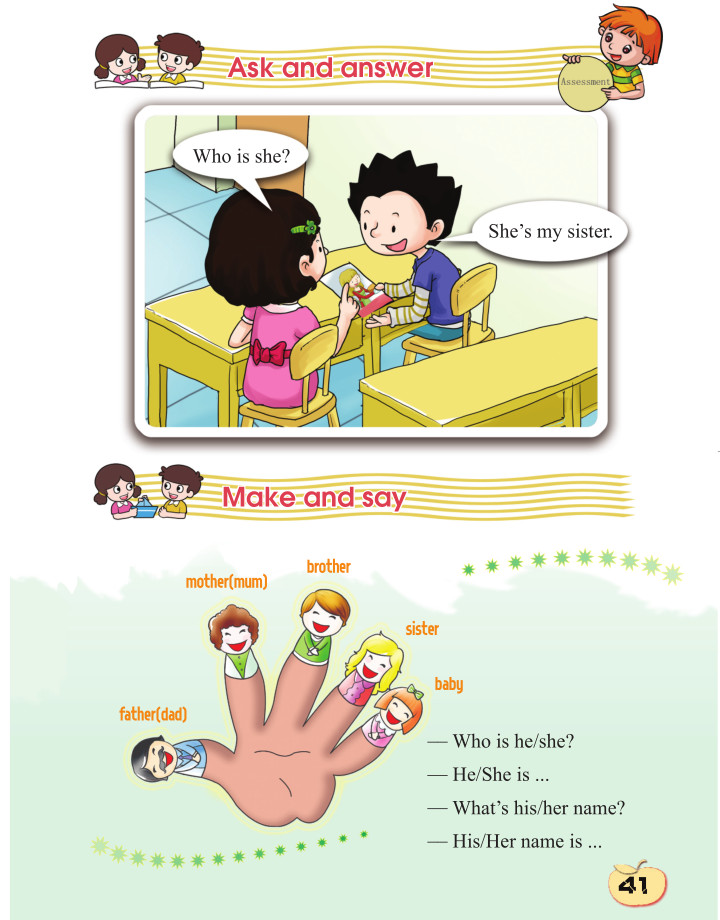 Ask and answer
Assessment
Who is she?
She's my sister.
Make and say
brother
mother(mum)
sister
baby
father(dad)
— Who is he/she?
— He/She is ...
— What's his/her name?
— His/Her name is ...
41